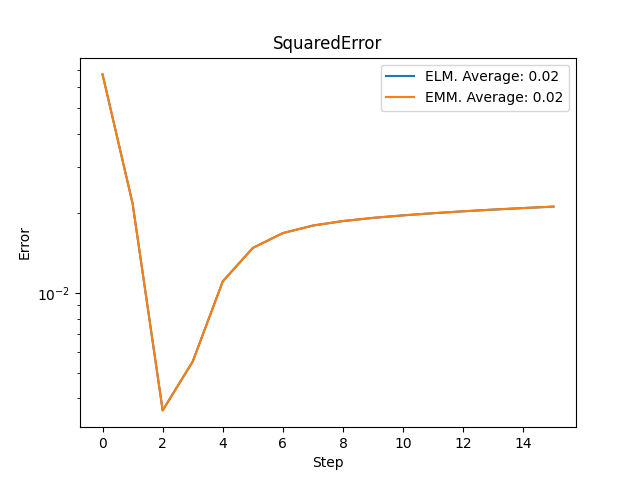 SquaredError
ELM. Average: 0.02
EMM. Average: 0.02
Error
10⁻²
0 2 4 6 8 10 12 14
Step